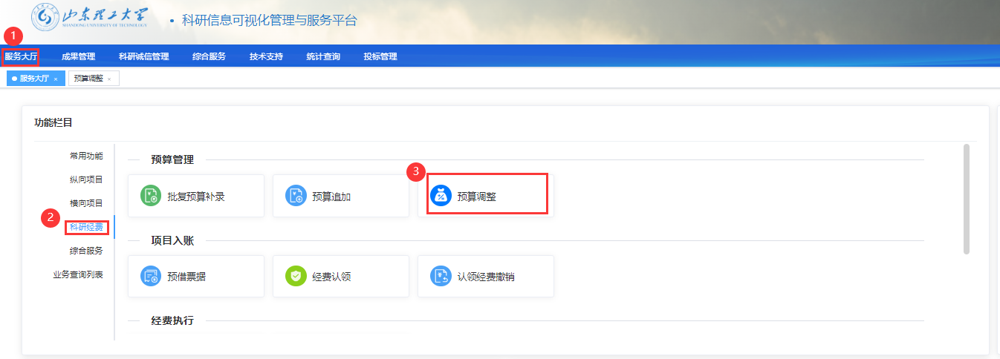 山东理工大学
SHANDONG UNIVERSITY OF TECHNOLOGY
• 科研信息可视化管理与服务平台
1
服务大厅 成果管理 科研诚信管理 综合服务 技术支持 统计查询 投标管理
服务大厅 × 预算调整 ×
功能栏目
常用功能
纵向项目
横向项目
2 科研经费
综合服务
业务查询列表
预算管理
批复预算补录 预算追加 3 预算调整
项目入账
预借票据 经费认领 认领经费撤销
经费执行